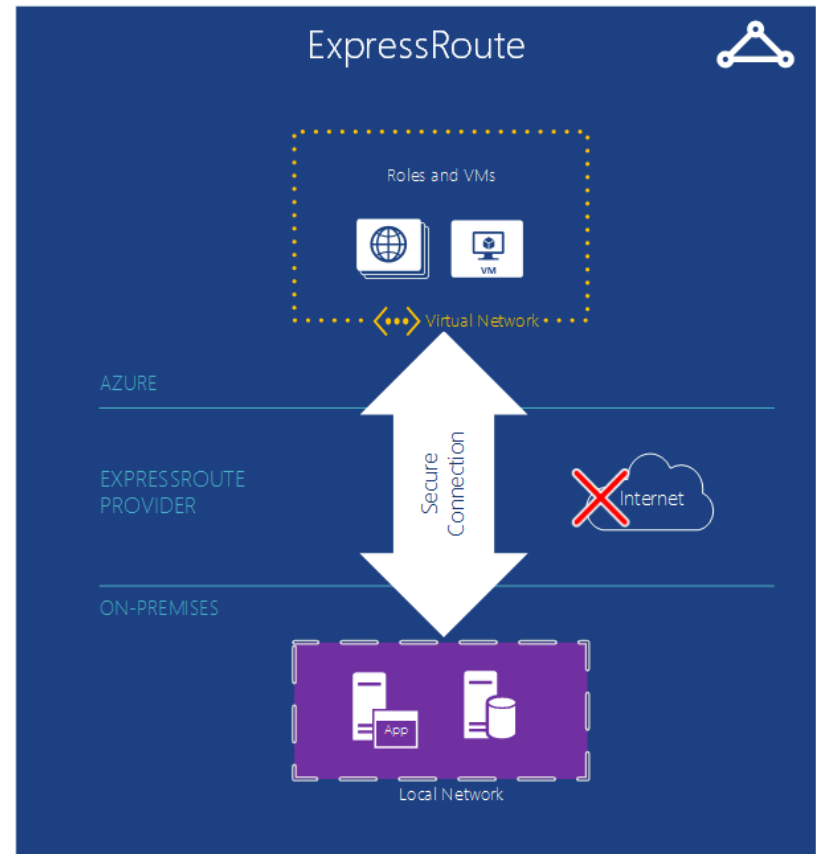 ExpressRoute
Roles and VMs
VM
Virtual Network
AZURE
Secure
Connection
EXPRESSROUTE
PROVIDER
Internet
ON-PREMISES
App
Local Network